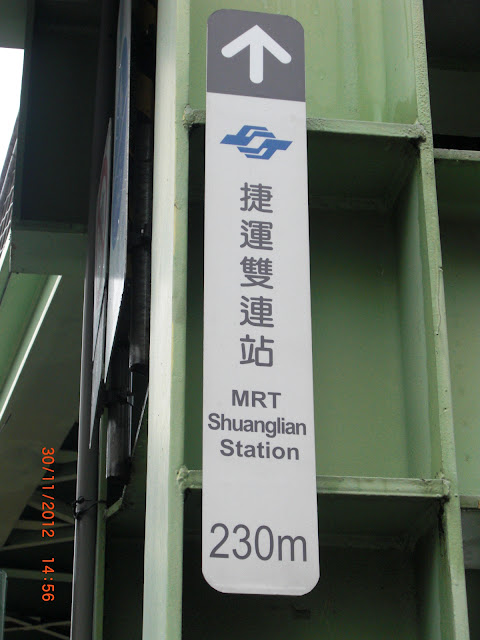 捷運雙連站
MRT
Shuanglian
Station
230m
30/11/2012 14:56